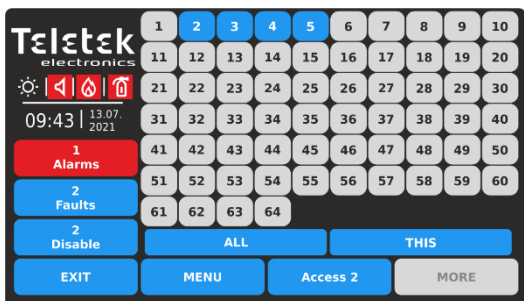 Teletek
electronics
09:43 13.07.
2021
1
Alarms
2
Faults
2
Disable
EXIT
1 2 3 4 5 6 7 8 9 10
11 12 13 14 15 16 17 18 19 20
21 22 23 24 25 26 27 28 29 30
31 32 33 34 35 36 37 38 39 40
41 42 43 44 45 46 47 48 49 50
51 52 53 54 55 56 57 58 59 60
61 62 63 64
ALL THIS
MENU Access 2 MORE